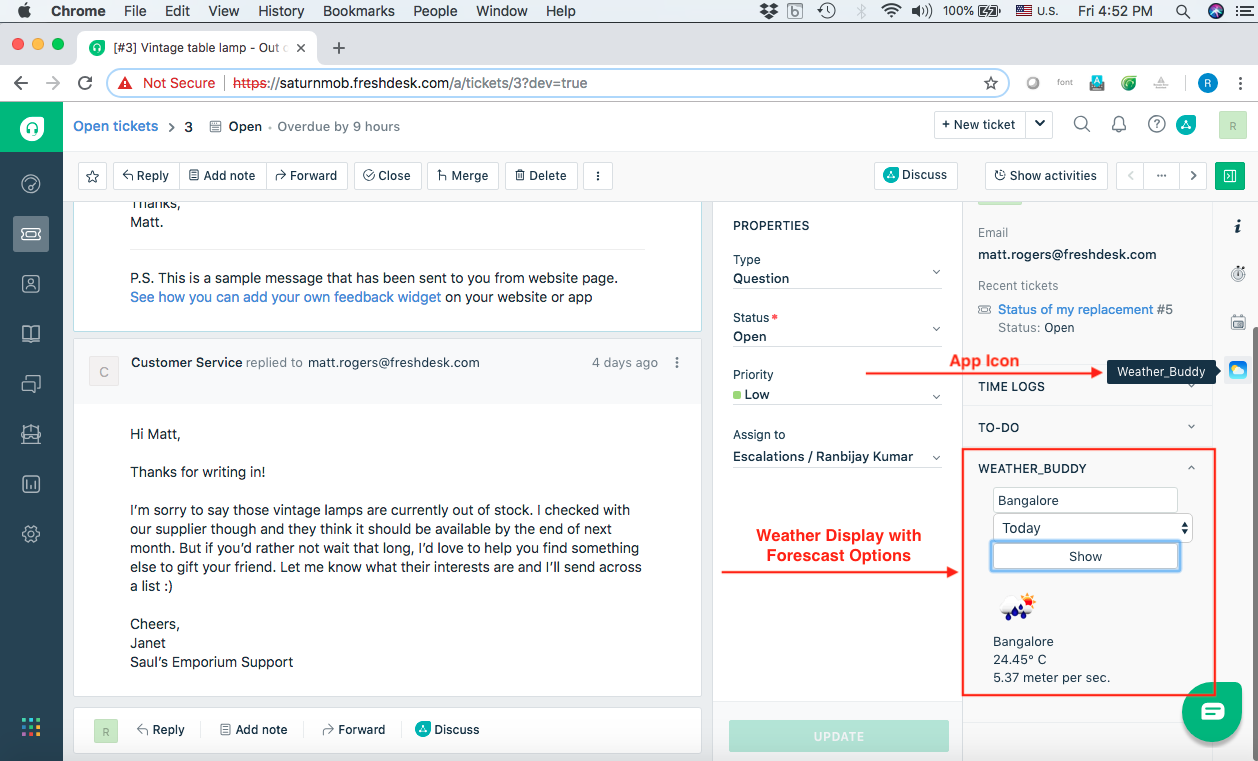 Chrome File Edit View History Bookmarks People Window Help
100% U.S. Fri 4:52 PM
[#3] Vintage table lamp - Out
Not Secure https://saturnmob.freshdesk.com/a/tickets/3?dev=true
font
R
Open tickets > 3 Open • Overdue by 9 hours
+ New ticket
R
Reply Add note Forward Close Merge Delete
Discuss Show activities
Thanks,
Matt.
P.S. This is a sample message that has been sent to you from website page.
See how you can add your own feedback widget on your website or app
C
Customer Service replied to matt.rogers@freshdesk.com 4 days ago
Hi Matt,
Thanks for writing in!
I'm sorry to say those vintage lamps are currently out of stock. I checked with
our supplier though and they think it should be available by the end of next
month. But if you'd rather not wait that long, I'd love to help you find something
else to gift your friend. Let me know what their interests are and I'll send across
a list :)
Cheers,
Janet
Saul's Emporium Support
R
Reply Add note Forward Discuss
PROPERTIES
Type
Question
Status*
Open
Priority
Low
Assign to
Escalations / Ranbijay Kumar
UPDATE
App Icon
Weather Display with
Forescast Options
Email
matt.rogers@freshdesk.com
Recent tickets
Status of my replacement #5
Status: Open
Weather_Buddy
TIME LOGS
TO-DO
WEATHER_BUDDY
Bangalore
Today
Show
Bangalore
24.45° C
5.37 meter per sec.